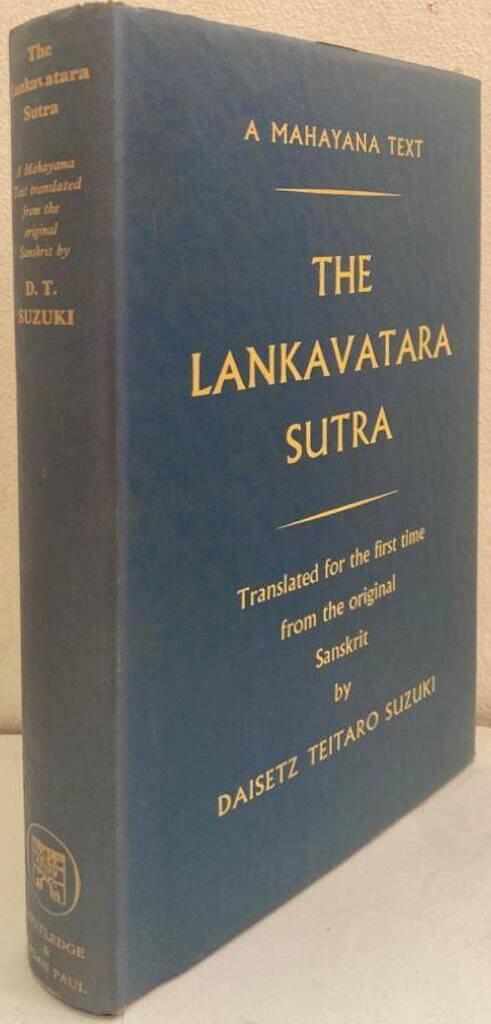 The
Lankavatara
Sutra
A Mahayana
Text translated
from the
original
Sanskrit by
D. T.
SUZUKI
ROUTLEDGE
&
KEGAN PAUL
A MAHAYANA TEXT
THE
LANKAVATARA
SUTRA
Translated for the first time
from the original
Sanskrit
by
DAISETZ TEITARO SUZUKI